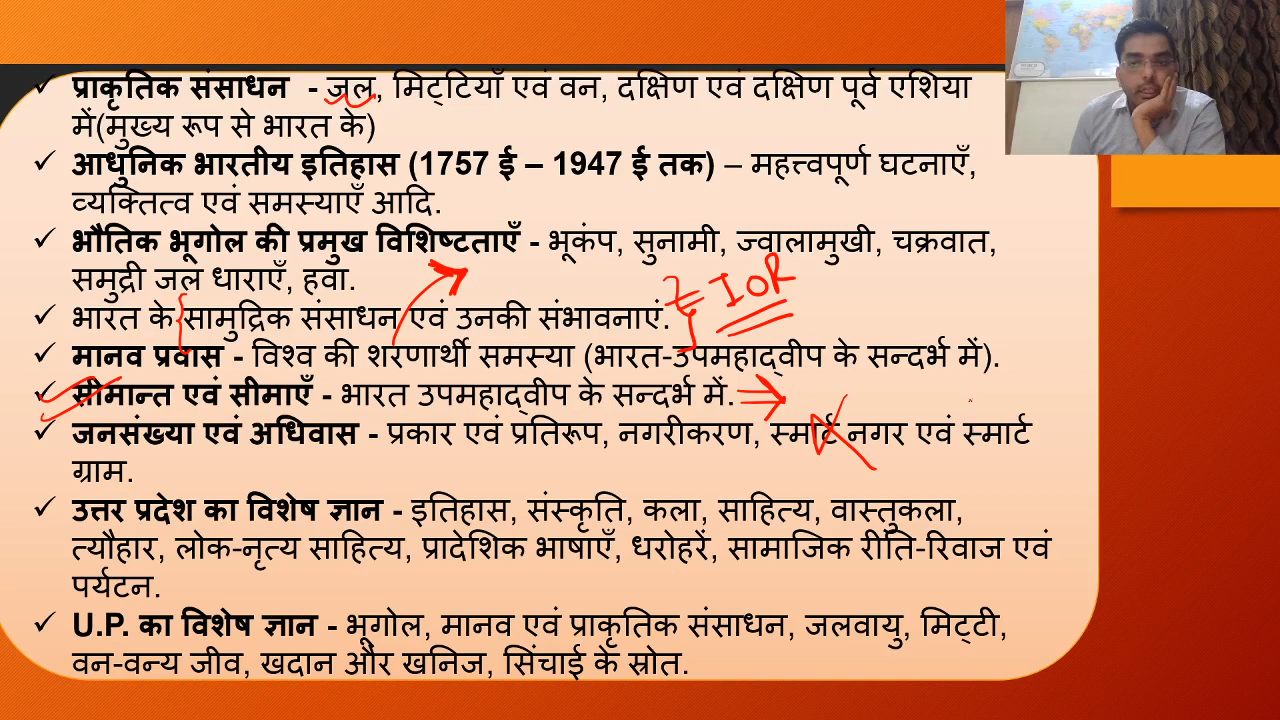 प्राकृतिक संसाधन - जल, मिट्टियाँ एवं वन, दक्षिण एवं दक्षिण पूर्व एशिया
में(मुख्य रूप से भारत के)
आधुनिक भारतीय इतिहास (1757 ई – 1947 ई तक) – महत्त्वपूर्ण घटनाएँ,
व्यक्तित्व एवं समस्याएँ आदि.
भौतिक भूगोल की प्रमुख विशिष्टताएँ - भूकंप, सुनामी, ज्वालामुखी, चक्रवात,
समुद्री जल धाराएँ, हवा.
भारत के सामुद्रिक संसाधन एवं उनकी संभावनाएं.
IOR
मानव प्रवास - विश्व की शरणार्थी समस्या (भारत-उपमहाद्वीप के सन्दर्भ में).
सीमान्त एवं सीमाएँ - भारत उपमहाद्वीप के सन्दर्भ में.
जनसंख्या एवं अधिवास - प्रकार एवं प्रतिरूप, नगरीकरण, स्मार्ट नगर एवं स्मार्ट
ग्राम.
उत्तर प्रदेश का विशेष ज्ञान - इतिहास, संस्कृति, कला, साहित्य, वास्तुकला,
त्यौहार, लोक-नृत्य साहित्य, प्रादेशिक भाषाएँ, धरोहरें, सामाजिक रीति-रिवाज एवं
पर्यटन.
U.P. का विशेष ज्ञान - भूगोल, मानव एवं प्राकृतिक संसाधन, जलवायु, मिट्टी,
वन-वन्य जीव, खदान और खनिज, सिंचाई के स्रोत.